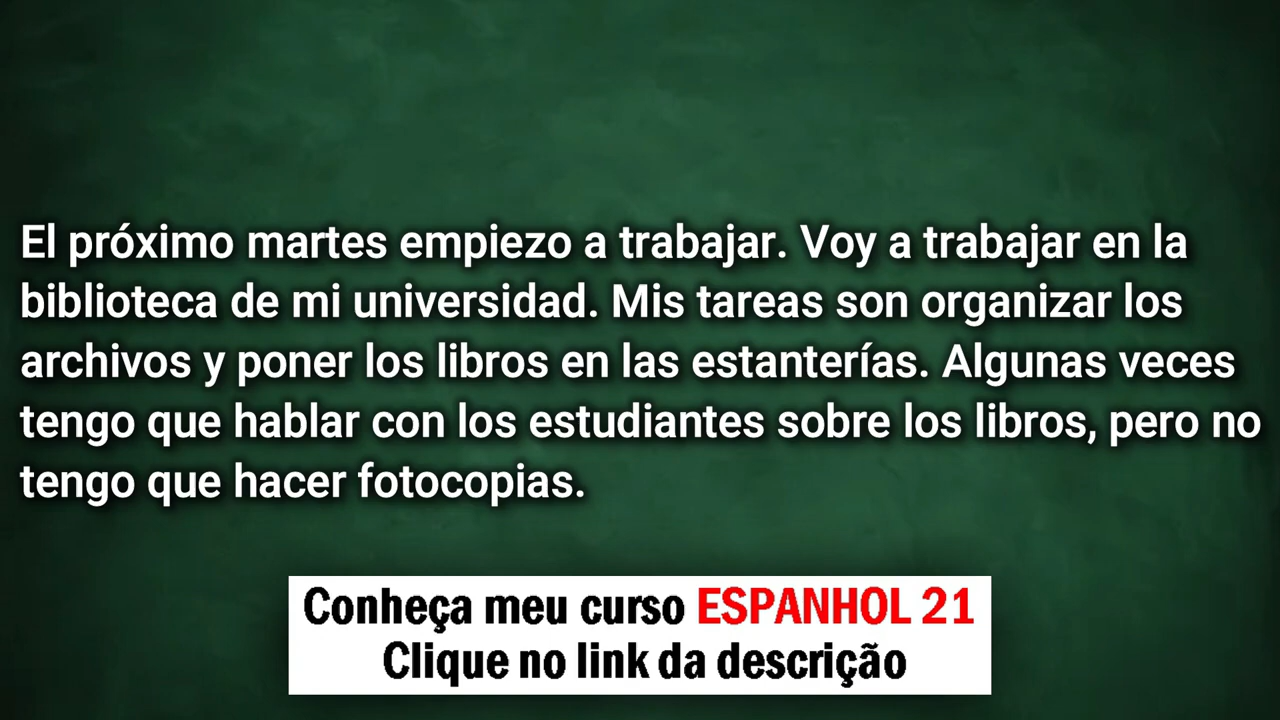 El próximo martes empiezo a trabajar. Voy a trabajar en la
biblioteca de mi universidad. Mis tareas son organizar los
archivos y poner los libros en las estanterías. Algunas veces
tengo que hablar con los estudiantes sobre los libros, pero no
tengo que hacer fotocopias.
Conheça meu curso ESPANHOL 21
Clique no link da descrição